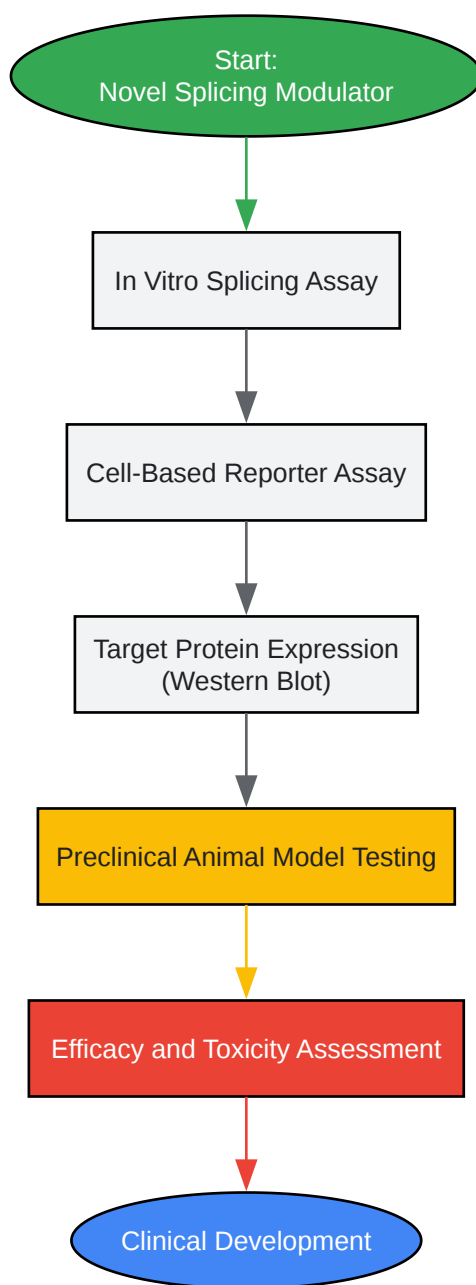 Start:
Novel Splicing Modulator
In Vitro Splicing Assay
Cell-Based Reporter Assay
Target Protein Expression
(Western Blot)
Preclinical Animal Model Testing
Efficacy and Toxicity Assessment
Clinical Development